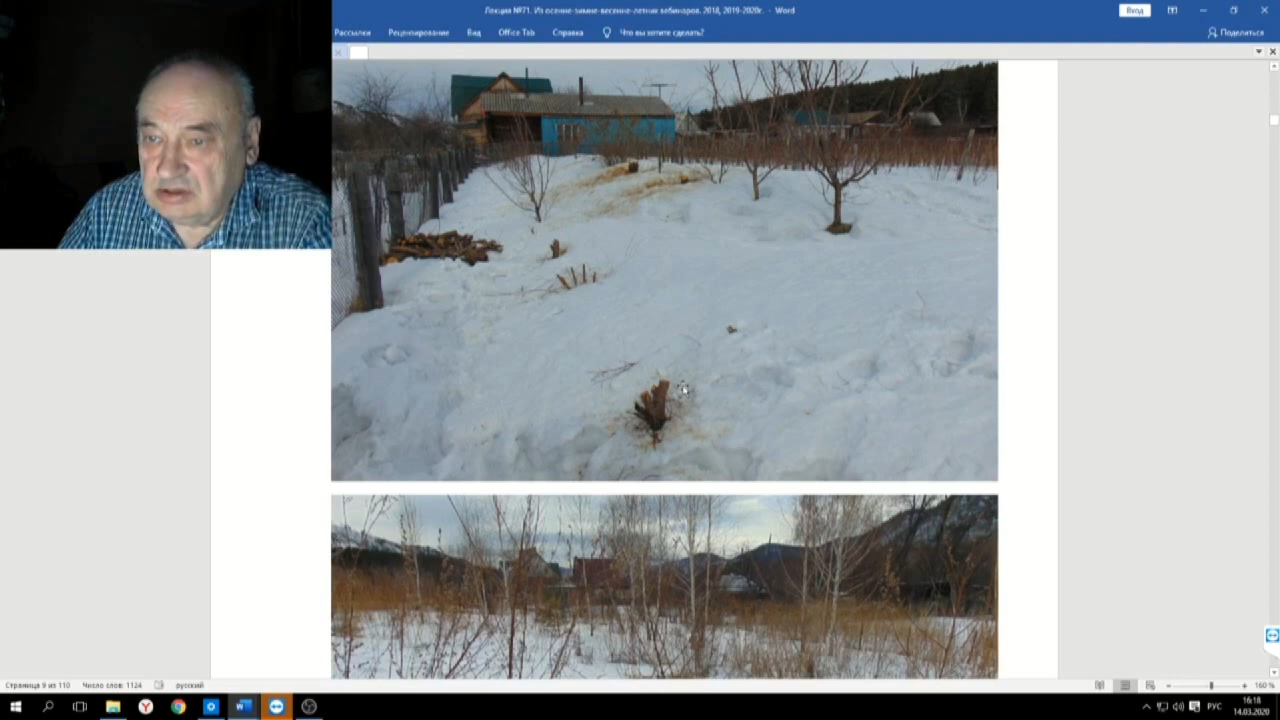 Лекция №71. Из осенне-зимне-весенне-летних вебинаров. 2018, 2019-2020г. - Word
Вход
Рассылки Рецензирование Вид Office Tab Справка Что вы хотите сделать?
Поделиться
Страница 9 из 110 Число слов: 1124 русский
160 %
РУС
16:18
14.03.2020